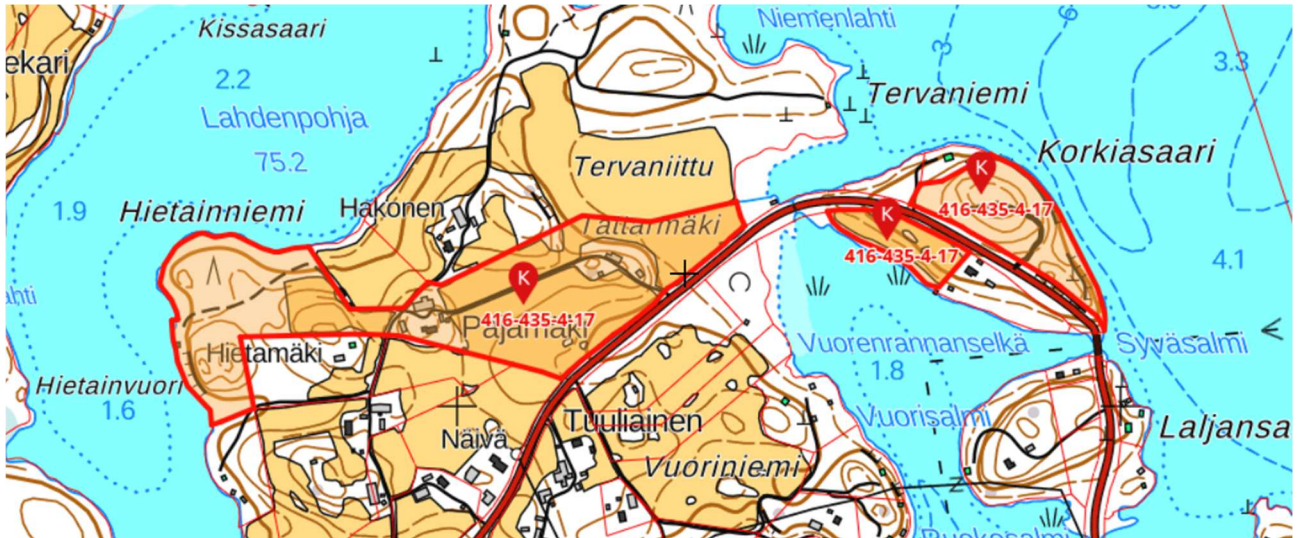 Kissasaari
Niemenlahti
ekari
2.2
3
6
3.3
Lahdenpohja
75.2
Tervaniemi
Korkiasaari
Tervaniittu
K
1.9
Hietainniemi
Hakonen
416-435-4-17
K
Tattarmäki
416-435-4-17
4.1
K
ahti
416-435-4-17
Pajamäki
Hietamäki
Vuorenrannanselkä
Syväsalmi
1.8
Hietainvuori
1.6
Näivä
Tuuliainen
Vuorisalmi
Laljansa
Vuoriniemi